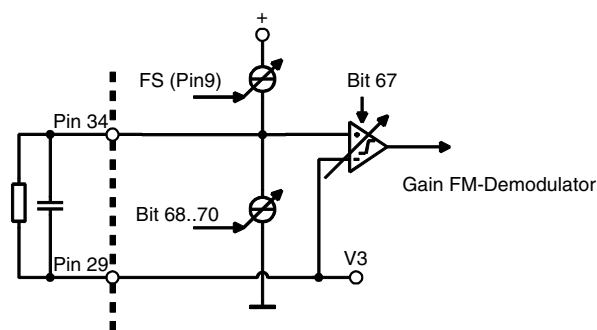 +
FS (Pin9)
Bit 67
Pin 34
+
-
Gain FM-Demodulator
Bit 68..70
Pin 29
V3